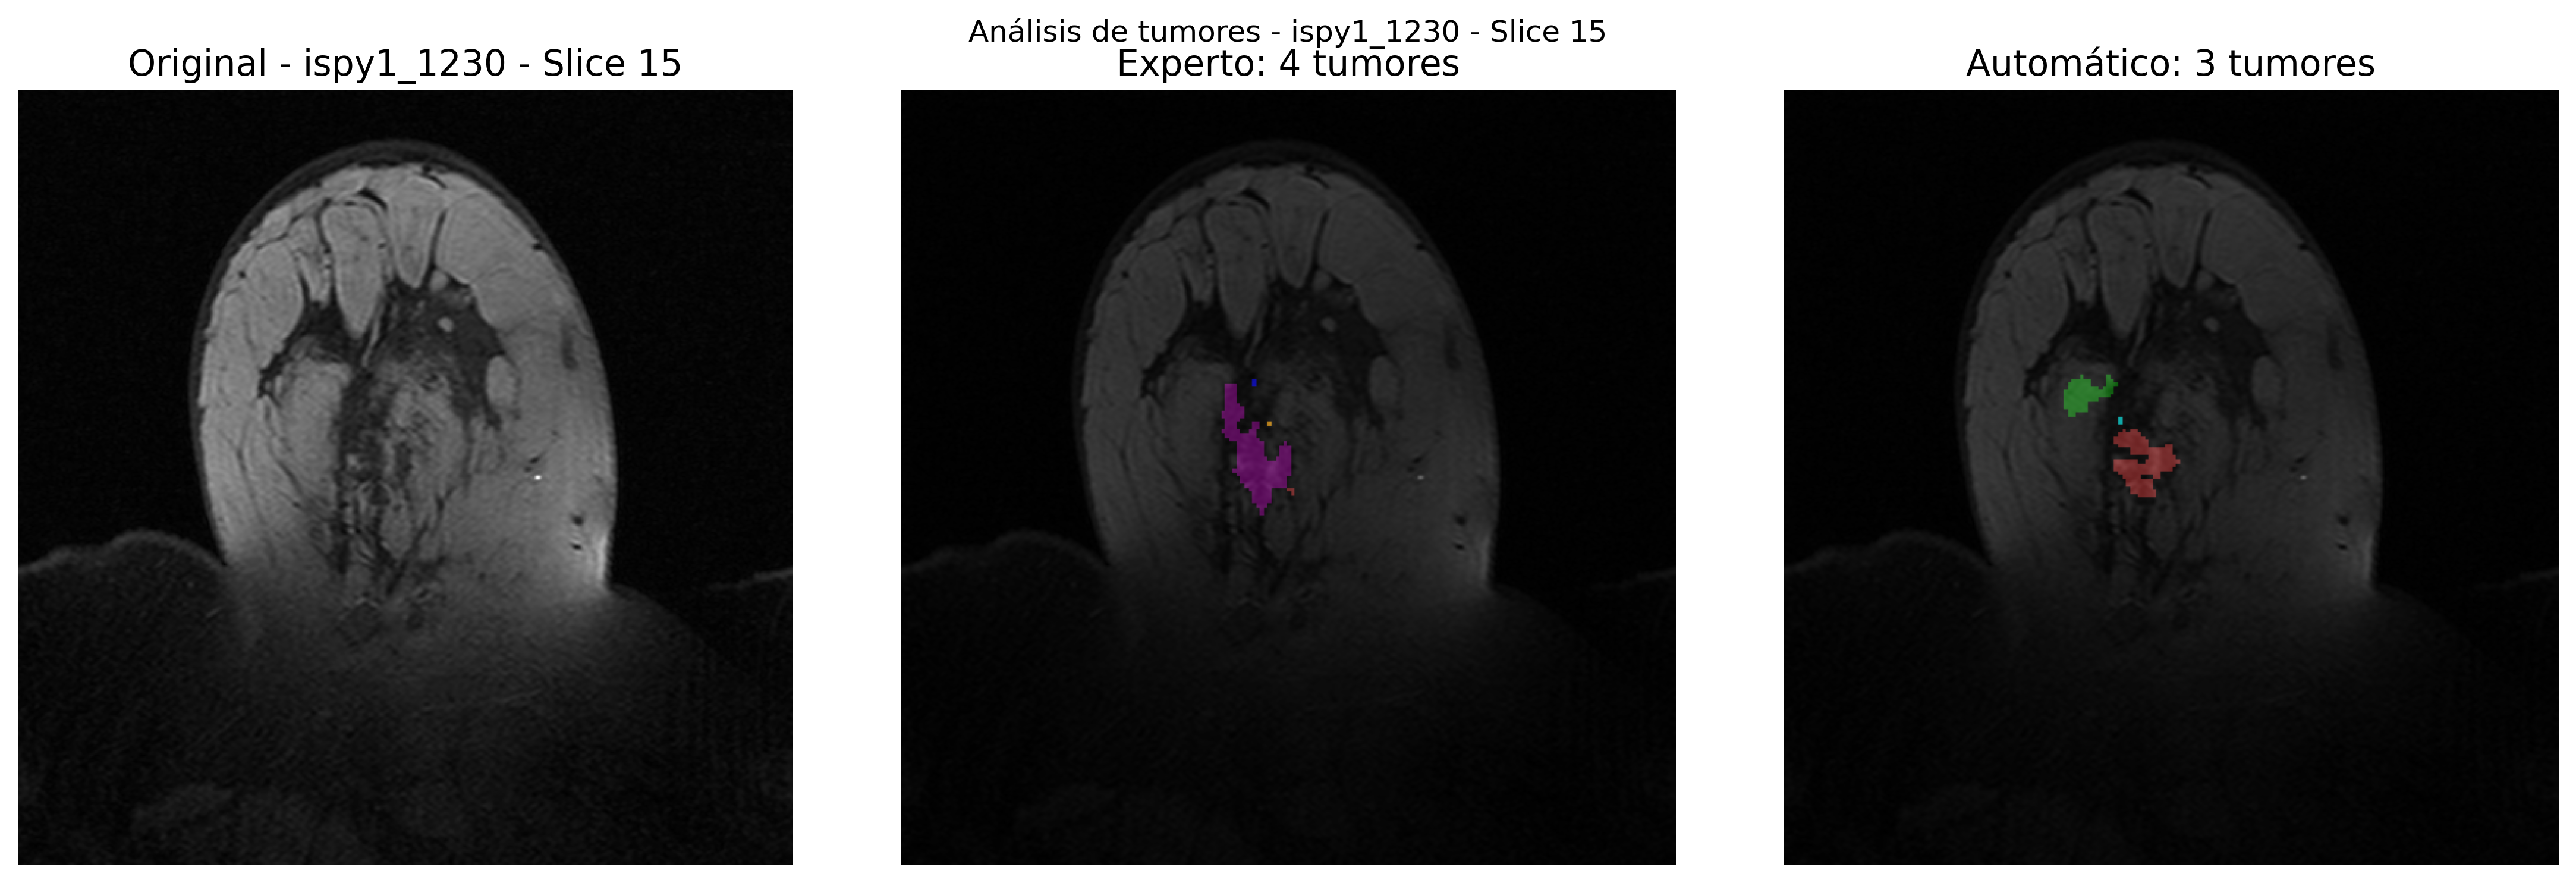 Análisis de tumores - ispy1_1230 - Slice 15
Original - ispy1_1230 - Slice 15
Experto: 4 tumores
Automático: 3 tumores